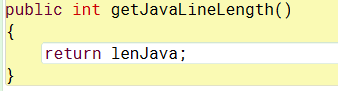 public int getJavaLineLength()
{
return lenJava;
}